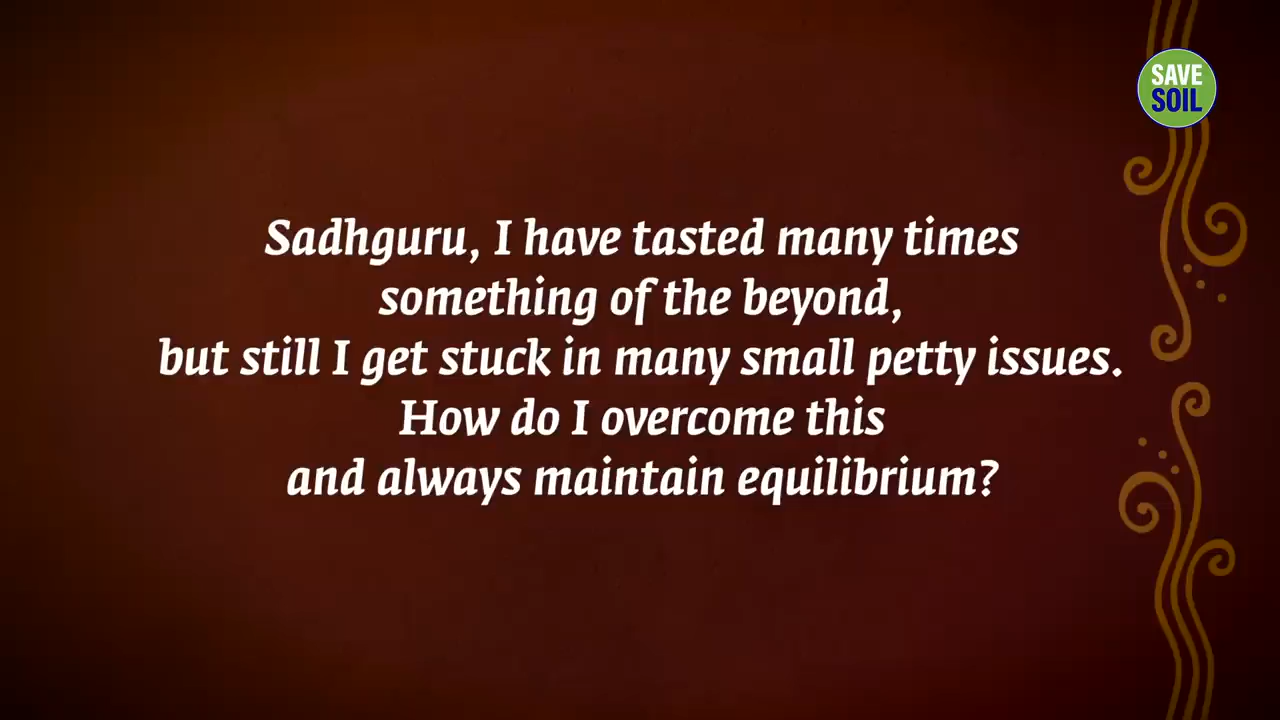 SAVE
SOIL
Sadhguru, I have tasted many times
something of the beyond,
but still I get stuck in many small petty issues.
How do I overcome this
and always maintain equilibrium?